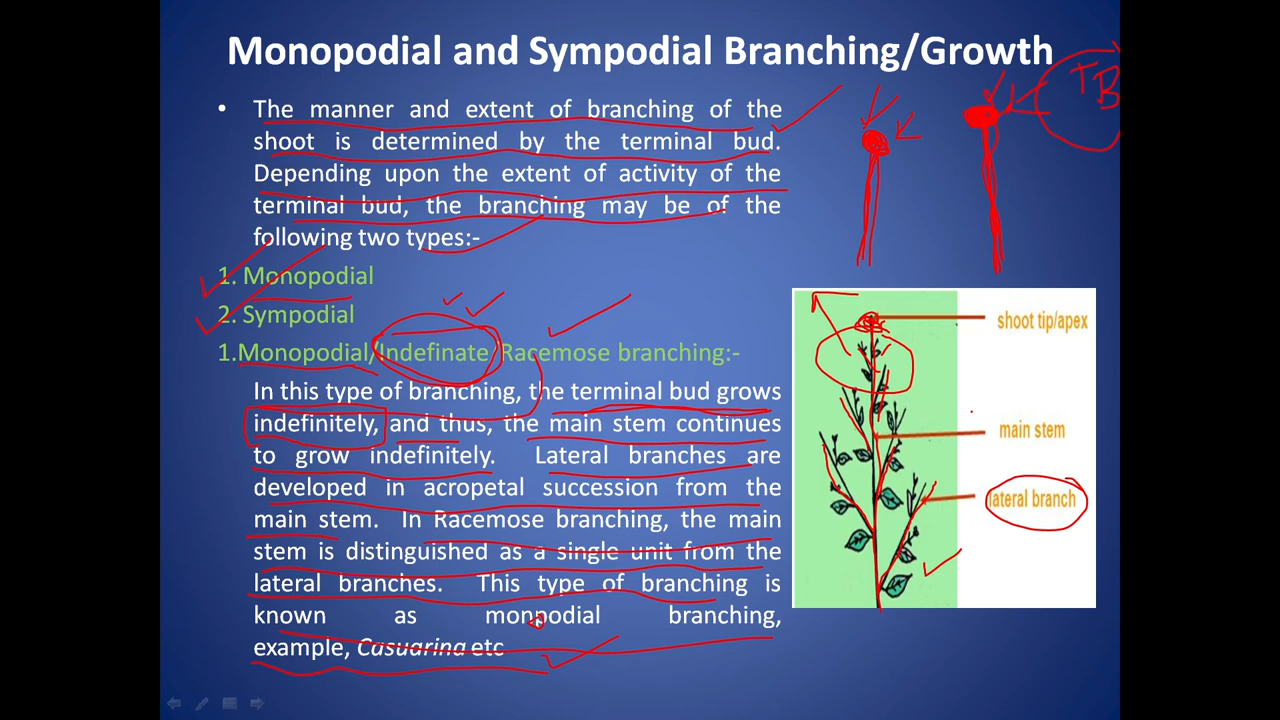 Monopodial and Sympodial Branching/Growth
TB
• The manner and extent of branching of the
shoot is determined by the terminal bud.
Depending upon the extent of activity of the
terminal bud, the branching may be of the
following two types:-
1. Monopodial
2. Sympodial
1.Monopodial/Indefinate/Racemose branching:-
In this type of branching, the terminal bud grows
indefinitely, and thus, the main stem continues
to grow indefinitely. Lateral branches are
developed in acropetal succession from the
main stem. In Racemose branching, the main
stem is distinguished as a single unit from the
lateral branches. This type of branching is
known as monpodial branching,
example, Casuarina etc
shoot tip/apex
main stem
lateral branch